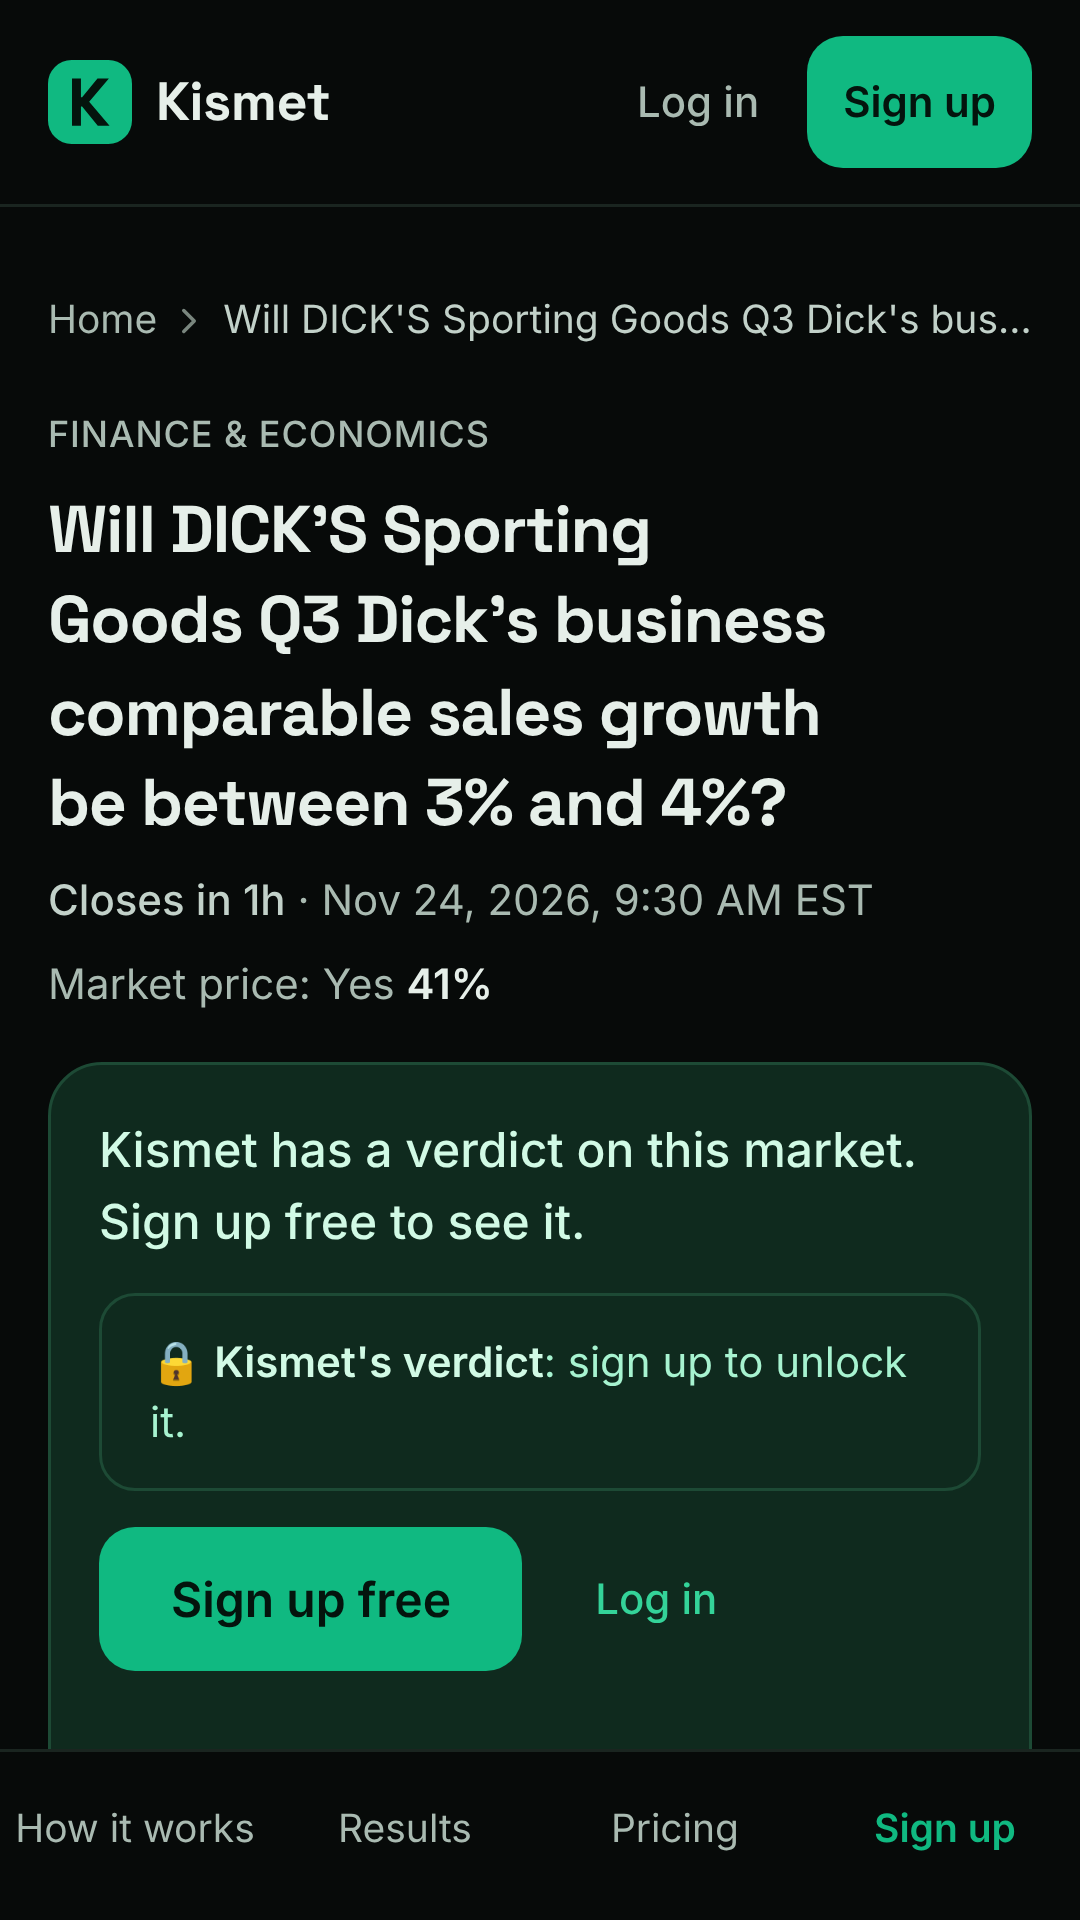 K Kismet
Log in
Sign up
Home > Will DICK'S Sporting Goods Q3 Dick's bus...
FINANCE & ECONOMICS
Will DICK’S Sporting
Goods Q3 Dick’s business
comparable sales growth
be between 3% and 4%?
Closes in 1h · Nov 24, 2026, 9:30 AM EST
Market price: Yes 41%
Kismet has a verdict on this market.
Sign up free to see it.
🔒 Kismet's verdict: sign up to unlock
it.
Sign up free
Log in
How it works
Results
Pricing
Sign up